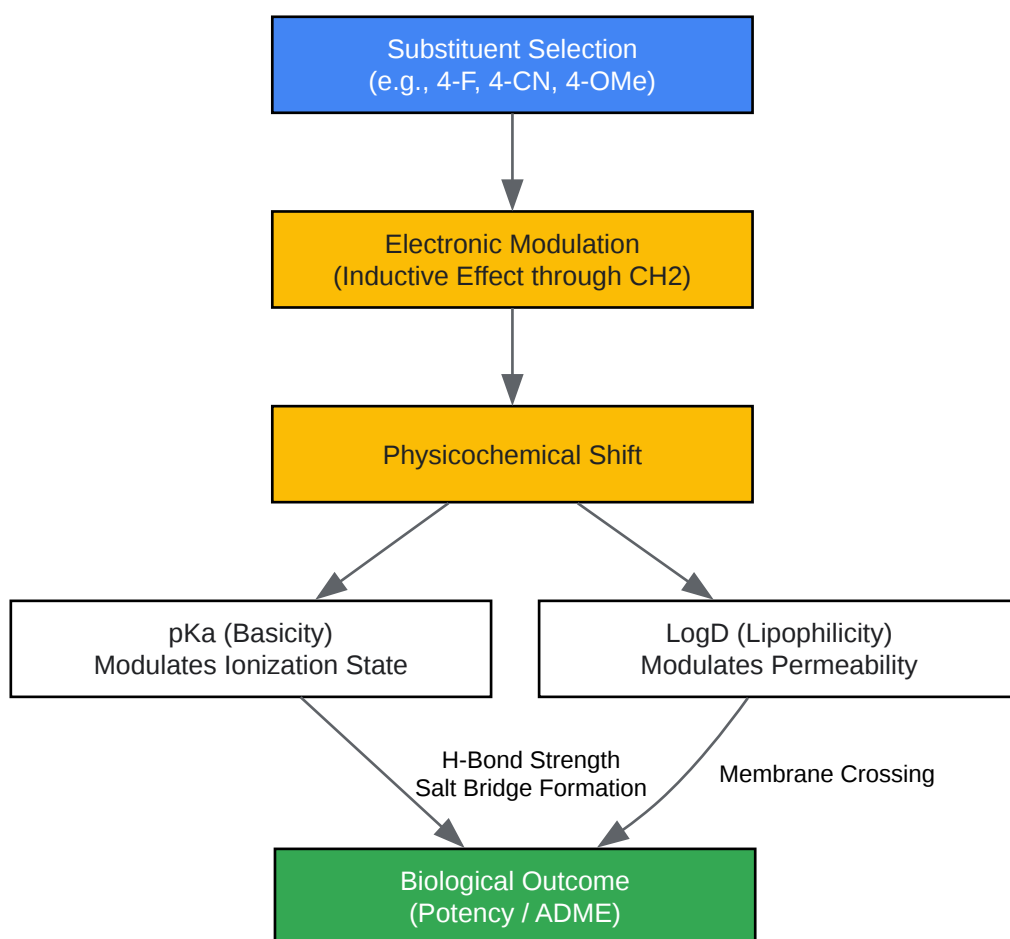 Substituent Selection
(e.g., 4-F, 4-CN, 4-OMe)
Electronic Modulation
(Inductive Effect through CH2)
Physicochemical Shift
pKa (Basicity)
Modulates Ionization State
LogD (Lipophilicity)
Modulates Permeability
H-Bond Strength
Salt Bridge Formation
Membrane Crossing
Biological Outcome
(Potency / ADME)